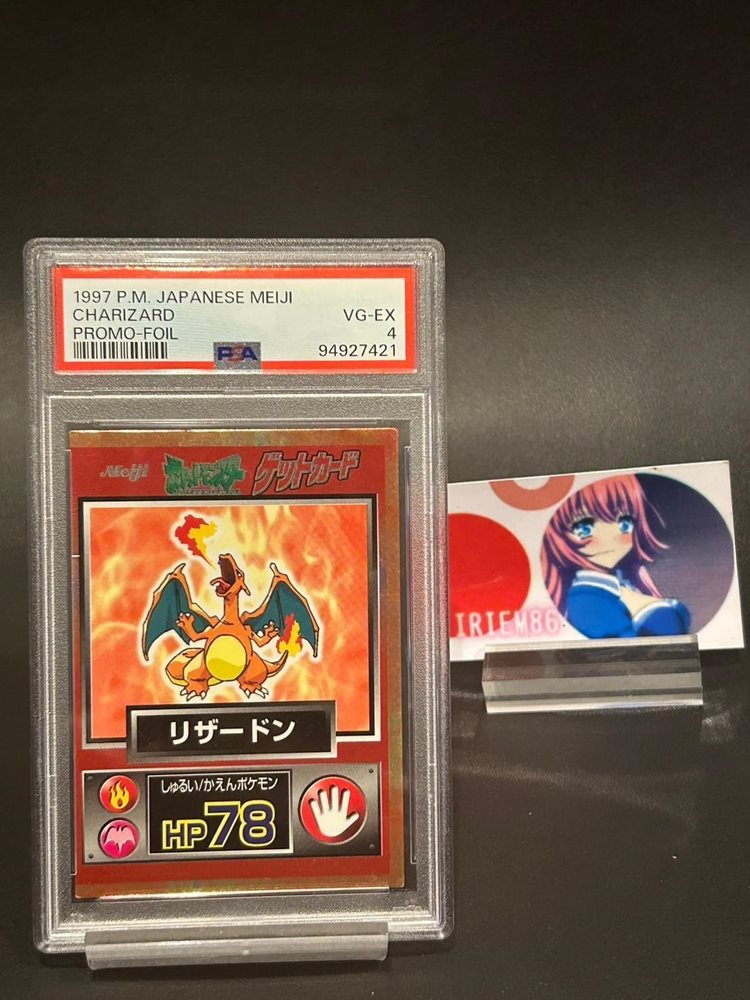 1997 P.M. JAPANESE MEIJI
CHARIZARD VG-EX
PROMO-FOIL 4
PSA 94927421
Meiji ポケットモンスター ゲットカード
リザードン
しゅるい/かえんポケモン
HP78
IRIEM86